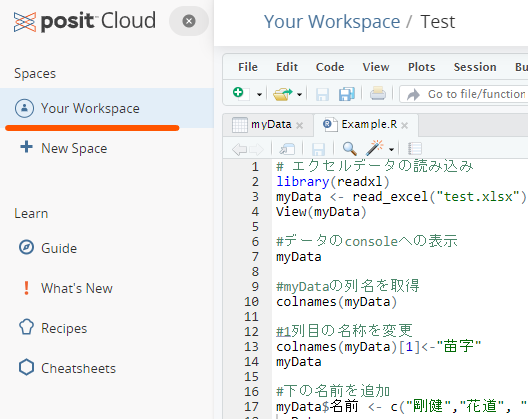 posit Cloud
Spaces
Your Workspace
New Space
Learn
Guide
What's New
Recipes
Cheatsheets
Your Workspace / Test
File Edit Code View Plots Session
Go to file/function
myData Example.R
1 # エクセルデータの読み込み
2 library(readxl)
3 myData <- read_excel("test.xlsx")
4 View(myData)
5
6 #データのconsoleへの表示
7 myData
8
9 #myDataの列名を取得
10 colnames(myData)
11
12 #1列目の名称を変更
13 colnames(myData)[1]<-"苗字"
14 myData
15
16 #下の名前を追加
17 myData$名前 <- c("剛健","花道", "